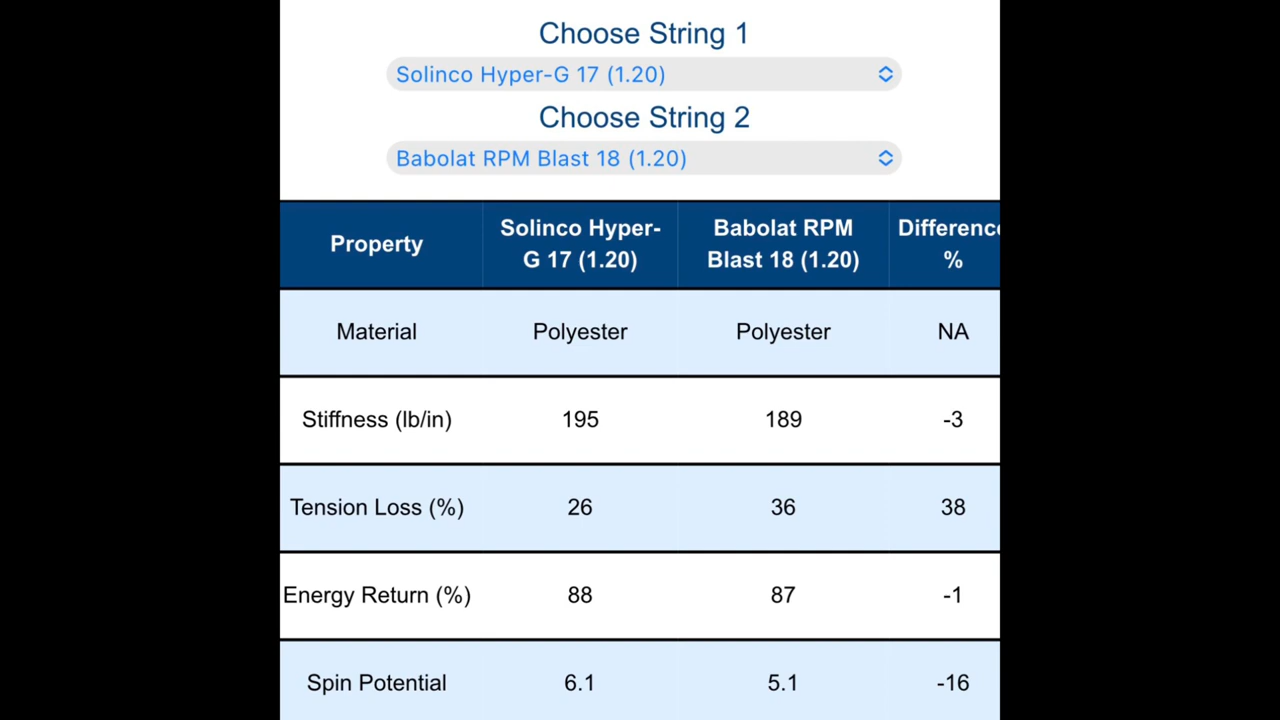 Choose String 1
Solinco Hyper-G 17 (1.20)
Choose String 2
Babolat RPM Blast 18 (1.20)
Property
Solinco Hyper-
G 17 (1.20)
Babolat RPM
Blast 18 (1.20)
Differenc
%
Material Polyester Polyester NA
Stiffness (lb/in) 195 189 -3
Tension Loss (%) 26 36 38
Energy Return (%) 88 87 -1
Spin Potential 6.1 5.1 -16